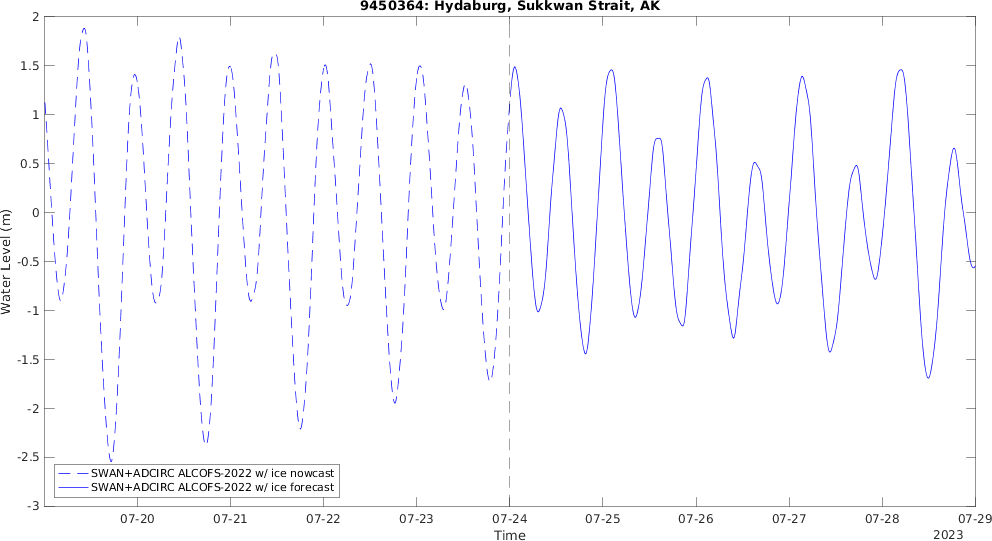 9450364: Hydaburg, Sukkwan Strait, AK
2
1.5
1
0.5
0
-0.5
-1
-1.5
-2
-2.5
-3
Water Level (m)
SWAN+ADCIRC ALCOFS-2022 w/ ice nowcast
SWAN+ADCIRC ALCOFS-2022 w/ ice forecast
07-20 07-21 07-22 07-23 07-24 07-25 07-26 07-27 07-28 07-29
Time
2023